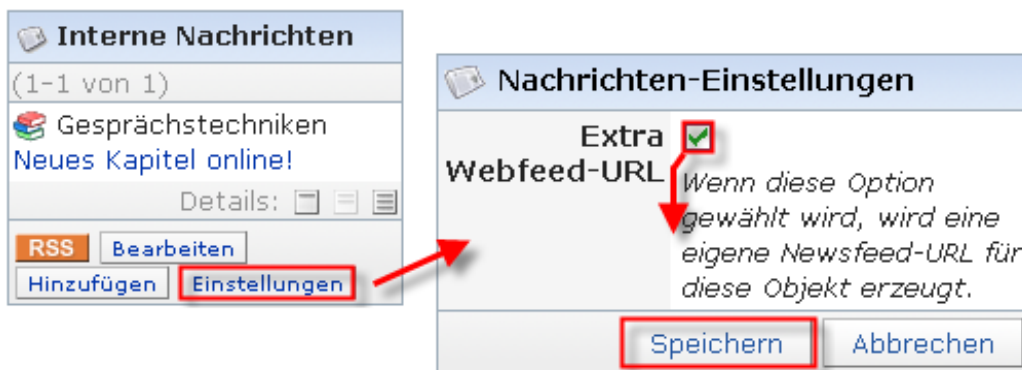 Interne Nachrichten
(1-1 von 1)
Gesprächstechniken
Neues Kapitel online!
Details:
RSS Bearbeiten
Hinzufügen Einstellungen
Nachrichten-Einstellungen
Extra
Webfeed-URL
Wenn diese Option
gewählt wird, wird eine
eigene Newsfeed-URL für
diese Objekt erzeugt.
Speichern Abbrechen